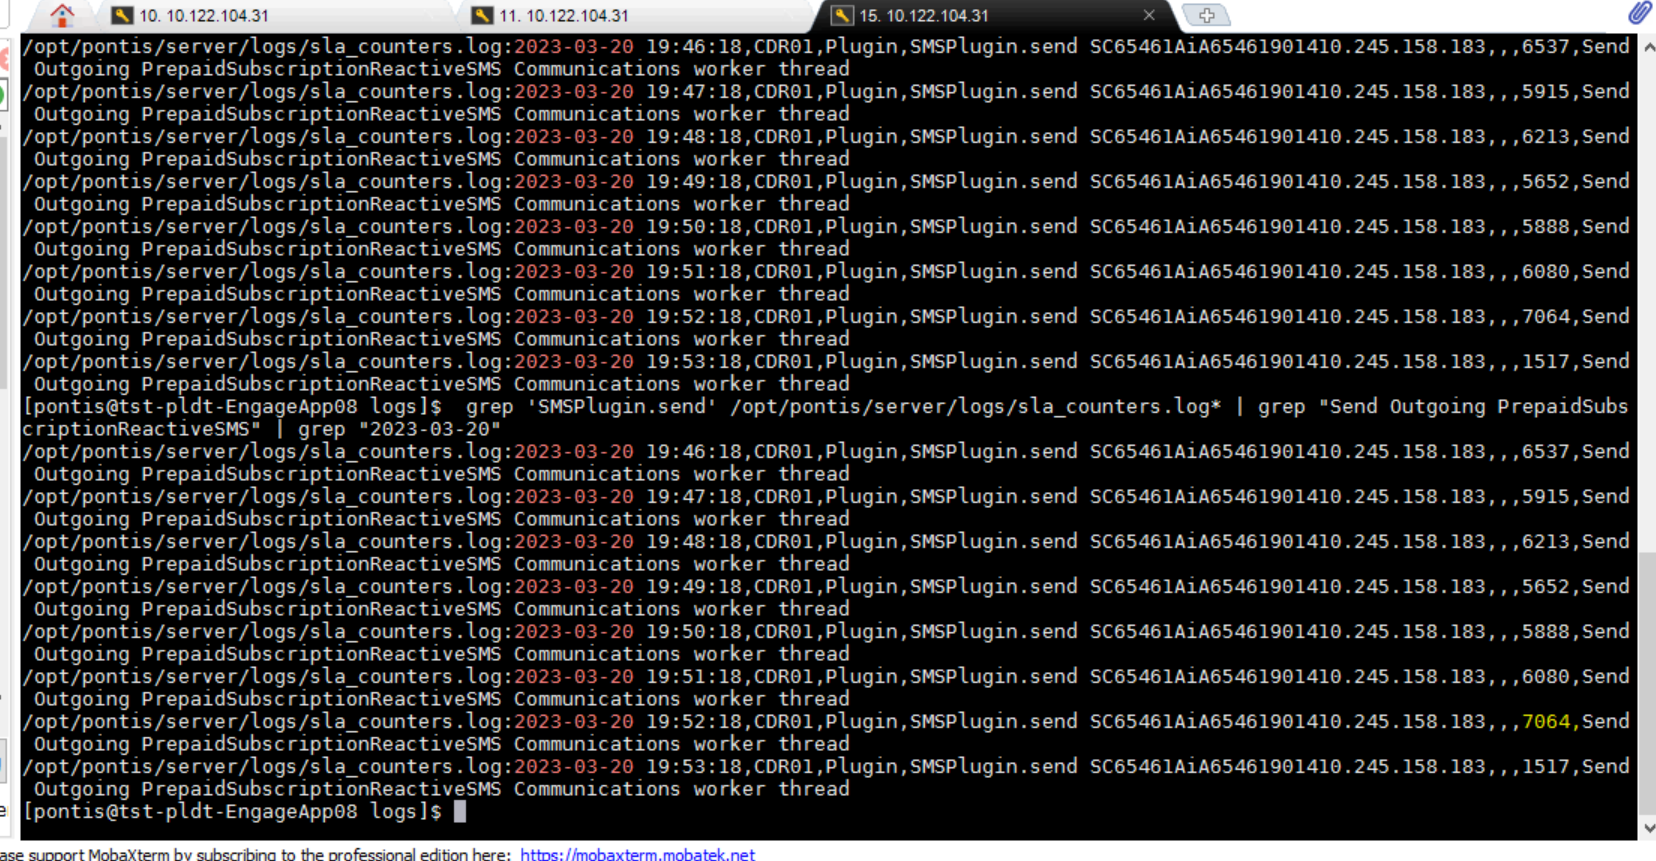 10. 10.122.104.31
11. 10.122.104.31
15. 10.122.104.31
/opt/pontis/server/logs/sla_counters.log:2023-03-20 19:46:18,CDR01,Plugin,SMSPlugin.send SC65461AiA65461901410.245.158.183,,,6537,Send
Outgoing PrepaidSubscriptionReactiveSMS Communications worker thread
/opt/pontis/server/logs/sla_counters.log:2023-03-20 19:47:18,CDR01,Plugin,SMSPlugin.send SC65461AiA65461901410.245.158.183,,,5915,Send
Outgoing PrepaidSubscriptionReactiveSMS Communications worker thread
/opt/pontis/server/logs/sla_counters.log:2023-03-20 19:48:18,CDR01,Plugin,SMSPlugin.send SC65461AiA65461901410.245.158.183,,,6213,Send
Outgoing PrepaidSubscriptionReactiveSMS Communications worker thread
/opt/pontis/server/logs/sla_counters.log:2023-03-20 19:49:18,CDR01,Plugin,SMSPlugin.send SC65461AiA65461901410.245.158.183,,,5652,Send
Outgoing PrepaidSubscriptionReactiveSMS Communications worker thread
/opt/pontis/server/logs/sla_counters.log:2023-03-20 19:50:18,CDR01,Plugin,SMSPlugin.send SC65461AiA65461901410.245.158.183,,,5888,Send
Outgoing PrepaidSubscriptionReactiveSMS Communications worker thread
/opt/pontis/server/logs/sla_counters.log:2023-03-20 19:51:18,CDR01,Plugin,SMSPlugin.send SC65461AiA65461901410.245.158.183,,,6080,Send
Outgoing PrepaidSubscriptionReactiveSMS Communications worker thread
/opt/pontis/server/logs/sla_counters.log:2023-03-20 19:52:18,CDR01,Plugin,SMSPlugin.send SC65461AiA65461901410.245.158.183,,,7064,Send
Outgoing PrepaidSubscriptionReactiveSMS Communications worker thread
/opt/pontis/server/logs/sla_counters.log:2023-03-20 19:53:18,CDR01,Plugin,SMSPlugin.send SC65461AiA65461901410.245.158.183,,,1517,Send
Outgoing PrepaidSubscriptionReactiveSMS Communications worker thread
[pontis@tst-pldt-EngageApp08 logs]$  grep 'SMSPlugin.send' /opt/pontis/server/logs/sla_counters.log* | grep "Send Outgoing PrepaidSubs
criptionReactiveSMS" | grep "2023-03-20"
/opt/pontis/server/logs/sla_counters.log:2023-03-20 19:46:18,CDR01,Plugin,SMSPlugin.send SC65461AiA65461901410.245.158.183,,,6537,Send
Outgoing PrepaidSubscriptionReactiveSMS Communications worker thread
/opt/pontis/server/logs/sla_counters.log:2023-03-20 19:47:18,CDR01,Plugin,SMSPlugin.send SC65461AiA65461901410.245.158.183,,,5915,Send
Outgoing PrepaidSubscriptionReactiveSMS Communications worker thread
/opt/pontis/server/logs/sla_counters.log:2023-03-20 19:48:18,CDR01,Plugin,SMSPlugin.send SC65461AiA65461901410.245.158.183,,,6213,Send
Outgoing PrepaidSubscriptionReactiveSMS Communications worker thread
/opt/pontis/server/logs/sla_counters.log:2023-03-20 19:49:18,CDR01,Plugin,SMSPlugin.send SC65461AiA65461901410.245.158.183,,,5652,Send
Outgoing PrepaidSubscriptionReactiveSMS Communications worker thread
/opt/pontis/server/logs/sla_counters.log:2023-03-20 19:50:18,CDR01,Plugin,SMSPlugin.send SC65461AiA65461901410.245.158.183,,,5888,Send
Outgoing PrepaidSubscriptionReactiveSMS Communications worker thread
/opt/pontis/server/logs/sla_counters.log:2023-03-20 19:51:18,CDR01,Plugin,SMSPlugin.send SC65461AiA65461901410.245.158.183,,,6080,Send
Outgoing PrepaidSubscriptionReactiveSMS Communications worker thread
/opt/pontis/server/logs/sla_counters.log:2023-03-20 19:52:18,CDR01,Plugin,SMSPlugin.send SC65461AiA65461901410.245.158.183,,,7064,Send
Outgoing PrepaidSubscriptionReactiveSMS Communications worker thread
/opt/pontis/server/logs/sla_counters.log:2023-03-20 19:53:18,CDR01,Plugin,SMSPlugin.send SC65461AiA65461901410.245.158.183,,,1517,Send
Outgoing PrepaidSubscriptionReactiveSMS Communications worker thread
[pontis@tst-pldt-EngageApp08 logs]$
ase support MobaXterm by subscribing to the professional edition here: https://mobaxterm.mobatek.net